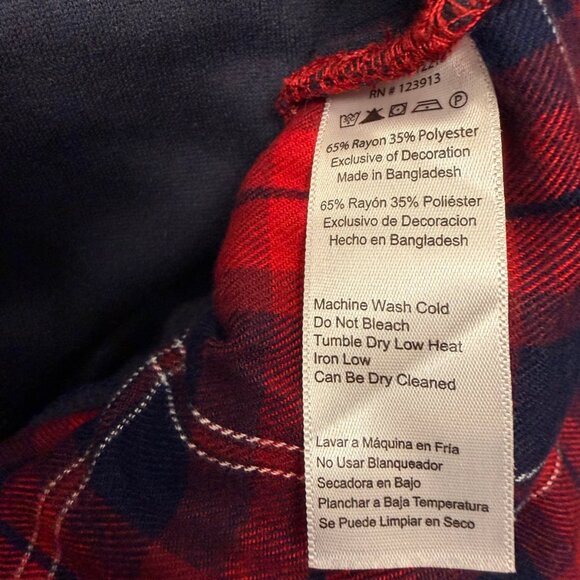 RN # 123913
65% Rayon 35% Polyester
Exclusive of Decoration
Made in Bangladesh
65% Rayón 35% Poliéster
Exclusivo de Decoracion
Hecho en Bangladesh
Machine Wash Cold
Do Not Bleach
Tumble Dry Low Heat
Iron Low
Can Be Dry Cleaned
Lavar a Máquina en Fría
No Usar Blanqueador
Secadora en Bajo
Planchar a Baja Temperatura
Se Puede Limpiar en Seco